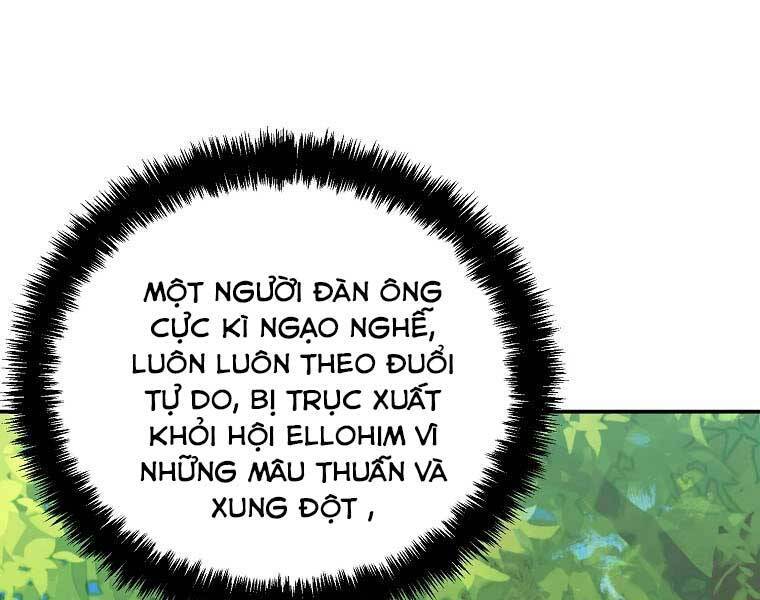 MỘT NGƯỜI ĐÀN ÔNG
CỰC KÌ NGẠO NGHỄ,
LUÔN LUÔN THEO ĐUỔI
TỰ DO, BỊ TRỤC XUẤT
KHỎI HỘI ELLOHIM VÌ
NHỮNG MÂU THUẪN VÀ
XUNG ĐỘT ,